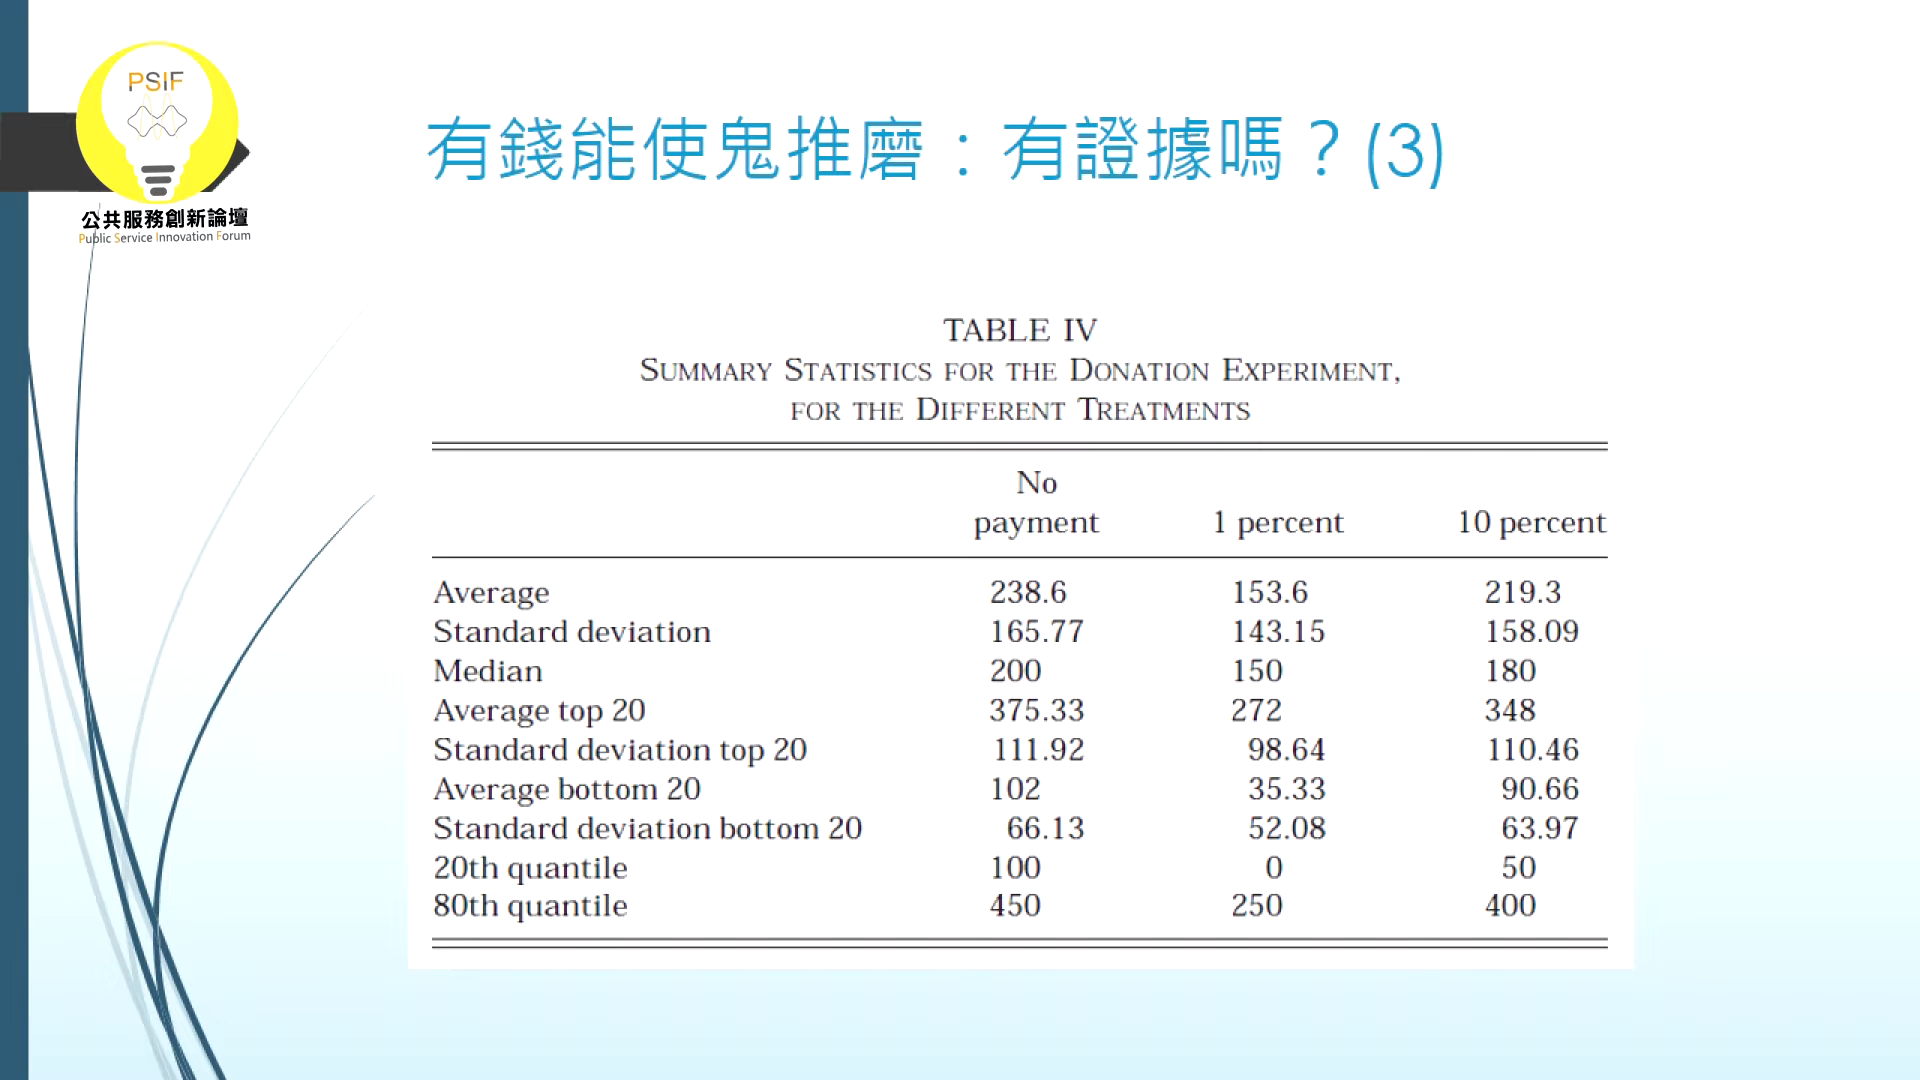 PSIF
公共服務創新論壇
Public Service Innovation Forum
有錢能使鬼推磨：有證據嗎？(3)
TABLE IV
SUMMARY STATISTICS FOR THE DONATION EXPERIMENT,
FOR THE DIFFERENT TREATMENTS
No
payment 1 percent 10 percent
Average 238.6 153.6 219.3
Standard deviation 165.77 143.15 158.09
Median 200 150 180
Average top 20 375.33 272 348
Standard deviation top 20 111.92 98.64 110.46
Average bottom 20 102 35.33 90.66
Standard deviation bottom 20 66.13 52.08 63.97
20th quantile 100 0 50
80th quantile 450 250 400